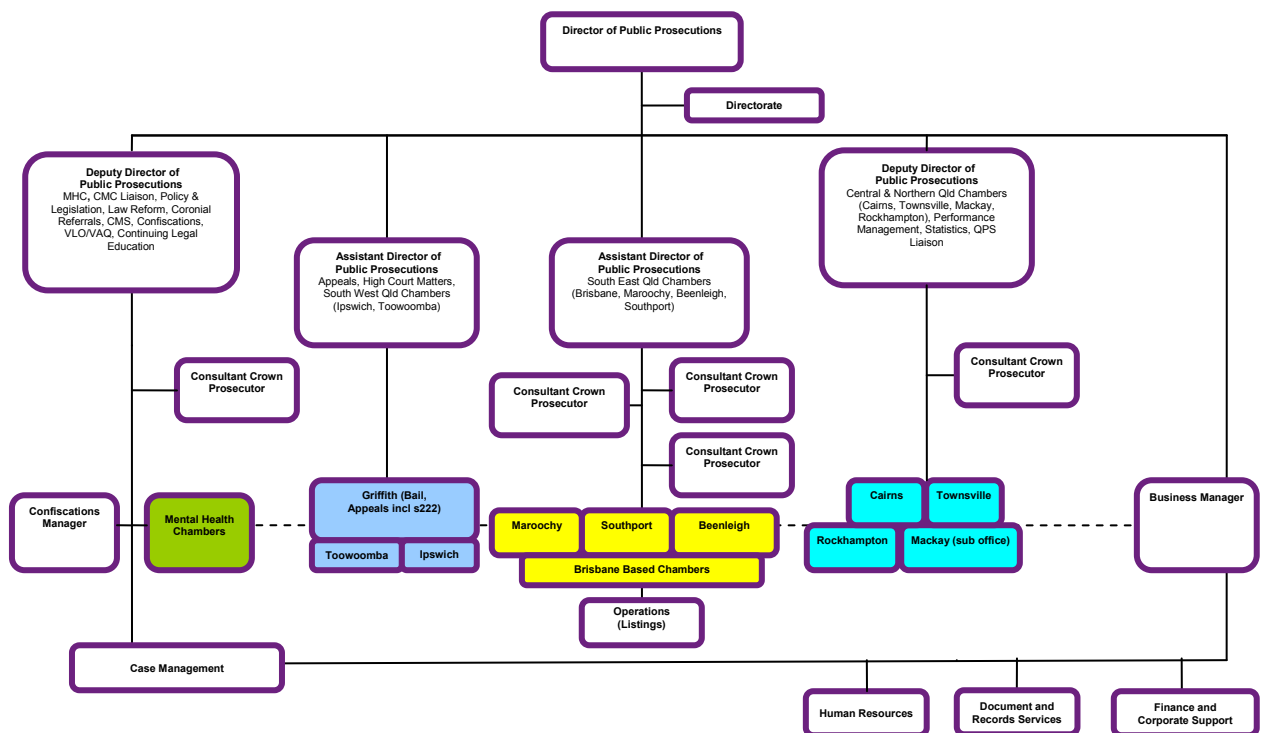 Director of Public Prosecutions
Directorate
Deputy Director of
Public Prosecutions
MHC, CMC Liaison, Policy &
Legislation, Law Reform, Coronial
Referrals, CMS, Confiscations,
VLO/VAQ, Continuing Legal
Education
Assistant Director of
Public Prosecutions
Appeals, High Court Matters,
South West Qld Chambers
(Ipswich, Toowoomba)
Assistant Director of
Public Prosecutions
South East Qld Chambers
(Brisbane, Maroochy, Beenleigh,
Southport)
Deputy Director of
Public Prosecutions
Central & Northern Qld Chambers
(Cairns, Townsville, Mackay,
Rockhampton), Performance
Management, Statistics, QPS
Liaison
Consultant Crown
Prosecutor
Consultant Crown
Prosecutor
Consultant Crown
Prosecutor
Consultant Crown
Prosecutor
Consultant Crown
Prosecutor
Confiscations
Manager
Mental Health
Chambers
Griffith (Bail,
Appeals incl s222)
Toowoomba
Ipswich
Maroochy
Southport
Beenleigh
Brisbane Based Chambers
Operations
(Listings)
Cairns
Townsville
Rockhampton
Mackay (sub office)
Business Manager
Case Management
Human Resources
Document and
Records Services
Finance and
Corporate Support